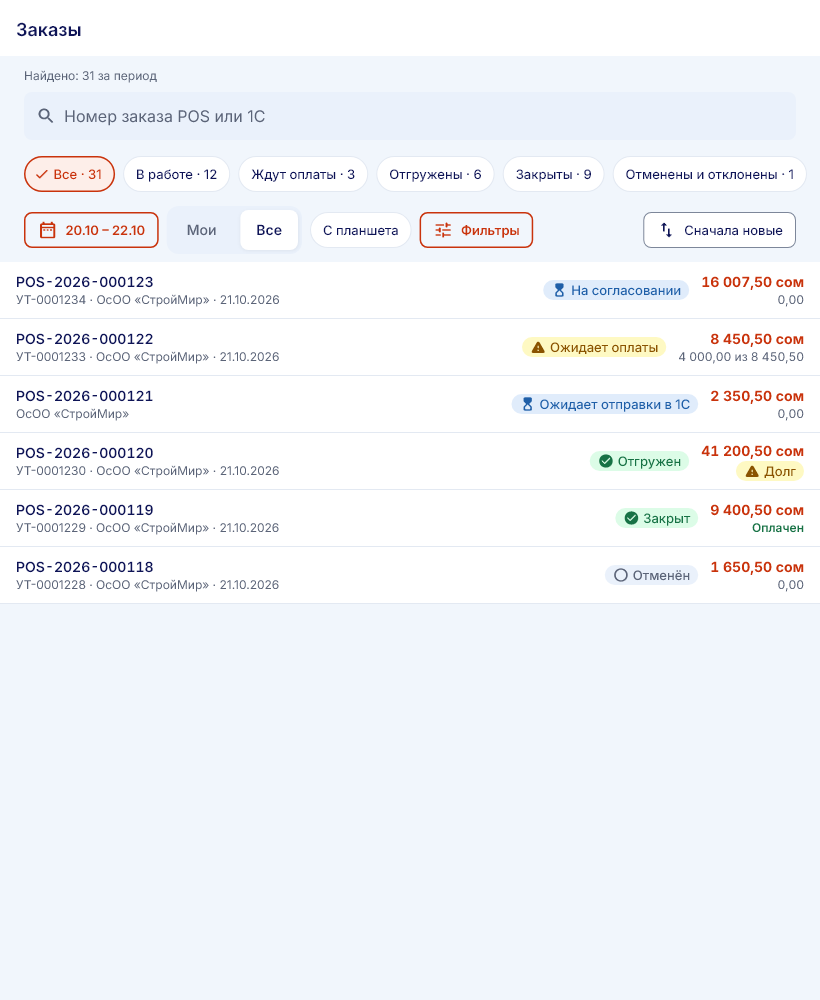 Заказы
Найдено: 31 за период
Номер заказа POS или 1С
Все · 31 В работе · 12 Ждут оплаты · 3 Отгружены · 6 Закрыты · 9 Отменены и отклонены · 1
20.10 – 22.10 Мои Все С планшета Фильтры Сначала новые
POS-2026-000123 На согласовании 16 007,50 сом
УТ-0001234 · ОсОО «СтройМир» · 21.10.2026 0,00
POS-2026-000122 Ожидает оплаты 8 450,50 сом
УТ-0001233 · ОсОО «СтройМир» · 21.10.2026 4 000,00 из 8 450,50
POS-2026-000121 Ожидает отправки в 1С 2 350,50 сом
ОсОО «СтройМир» 0,00
POS-2026-000120 Отгружен 41 200,50 сом
УТ-0001230 · ОсОО «СтройМир» · 21.10.2026 Долг
POS-2026-000119 Закрыт 9 400,50 сом
УТ-0001229 · ОсОО «СтройМир» · 21.10.2026 Оплачен
POS-2026-000118 Отменён 1 650,50 сом
УТ-0001228 · ОсОО «СтройМир» · 21.10.2026 0,00